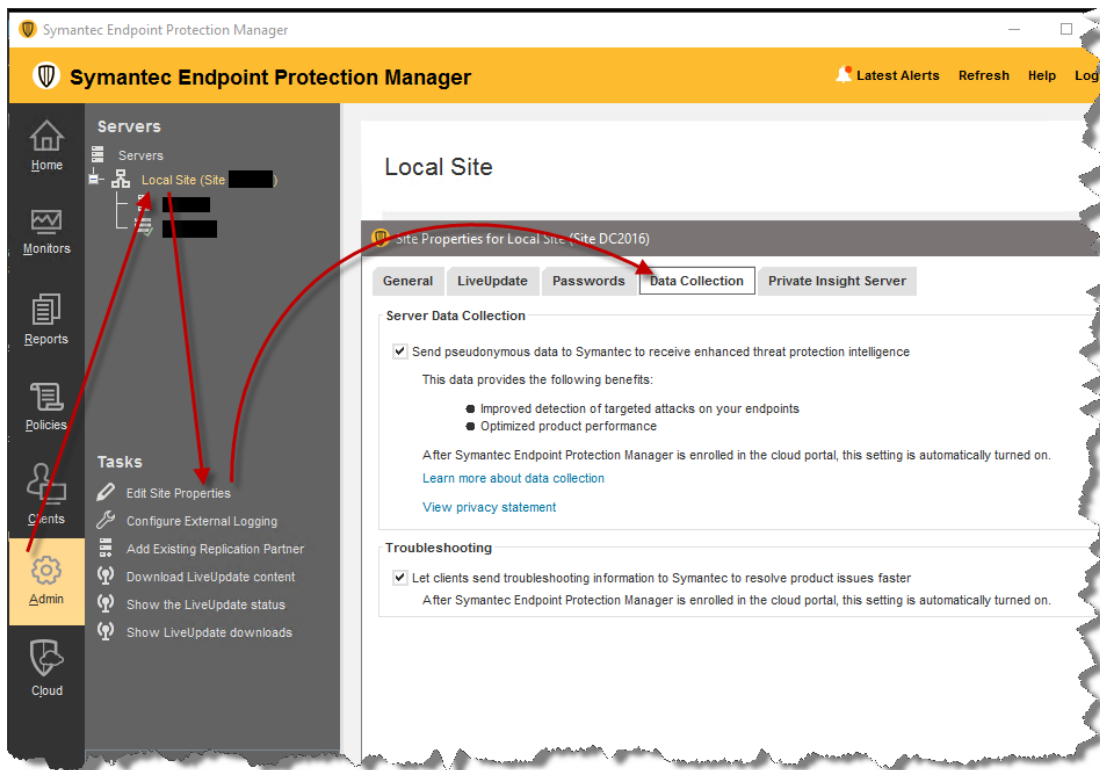 Symantec Endpoint Protection Manager
Symantec Endpoint Protection Manager
Latest Alerts Refresh Help Log
Home
Monitors
Reports
Policies
Clients
Admin
Cloud
Servers
Servers
Local Site (Site )
Tasks
Edit Site Properties
Configure External Logging
Add Existing Replication Partner
Download LiveUpdate content
Show the LiveUpdate status
Show LiveUpdate downloads
Local Site
Site Properties for Local Site (Site DC2016)
General LiveUpdate Passwords Data Collection Private Insight Server
Server Data Collection
Send pseudonymous data to Symantec to receive enhanced threat protection intelligence
This data provides the following benefits:
Improved detection of targeted attacks on your endpoints
Optimized product performance
After Symantec Endpoint Protection Manager is enrolled in the cloud portal, this setting is automatically turned on.
Learn more about data collection
View privacy statement
Troubleshooting
Let clients send troubleshooting information to Symantec to resolve product issues faster
After Symantec Endpoint Protection Manager is enrolled in the cloud portal, this setting is automatically turned on.